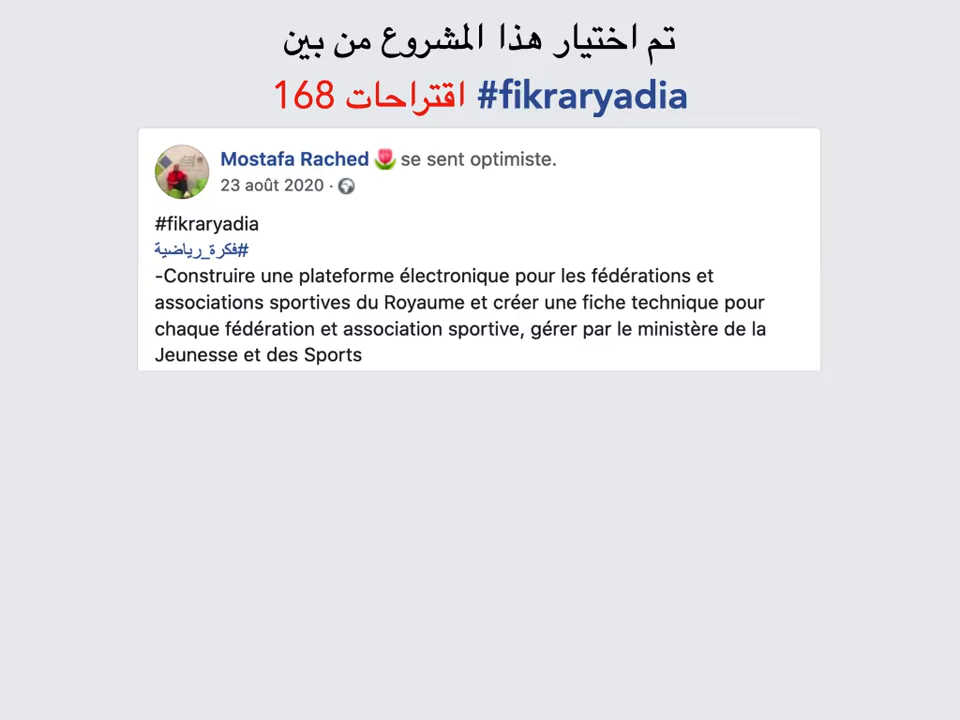 تم اختيار هذا المشروع من بين
168 اقتراحات #fikraryadia
Mostafa Rached 🌷 se sent optimiste.
23 août 2020 ·
#fikraryadia
#فكرة_رياضية
-Construire une plateforme électronique pour les fédérations et
associations sportives du Royaume et créer une fiche technique pour
chaque fédération et association sportive, gérer par le ministère de la
Jeunesse et des Sports